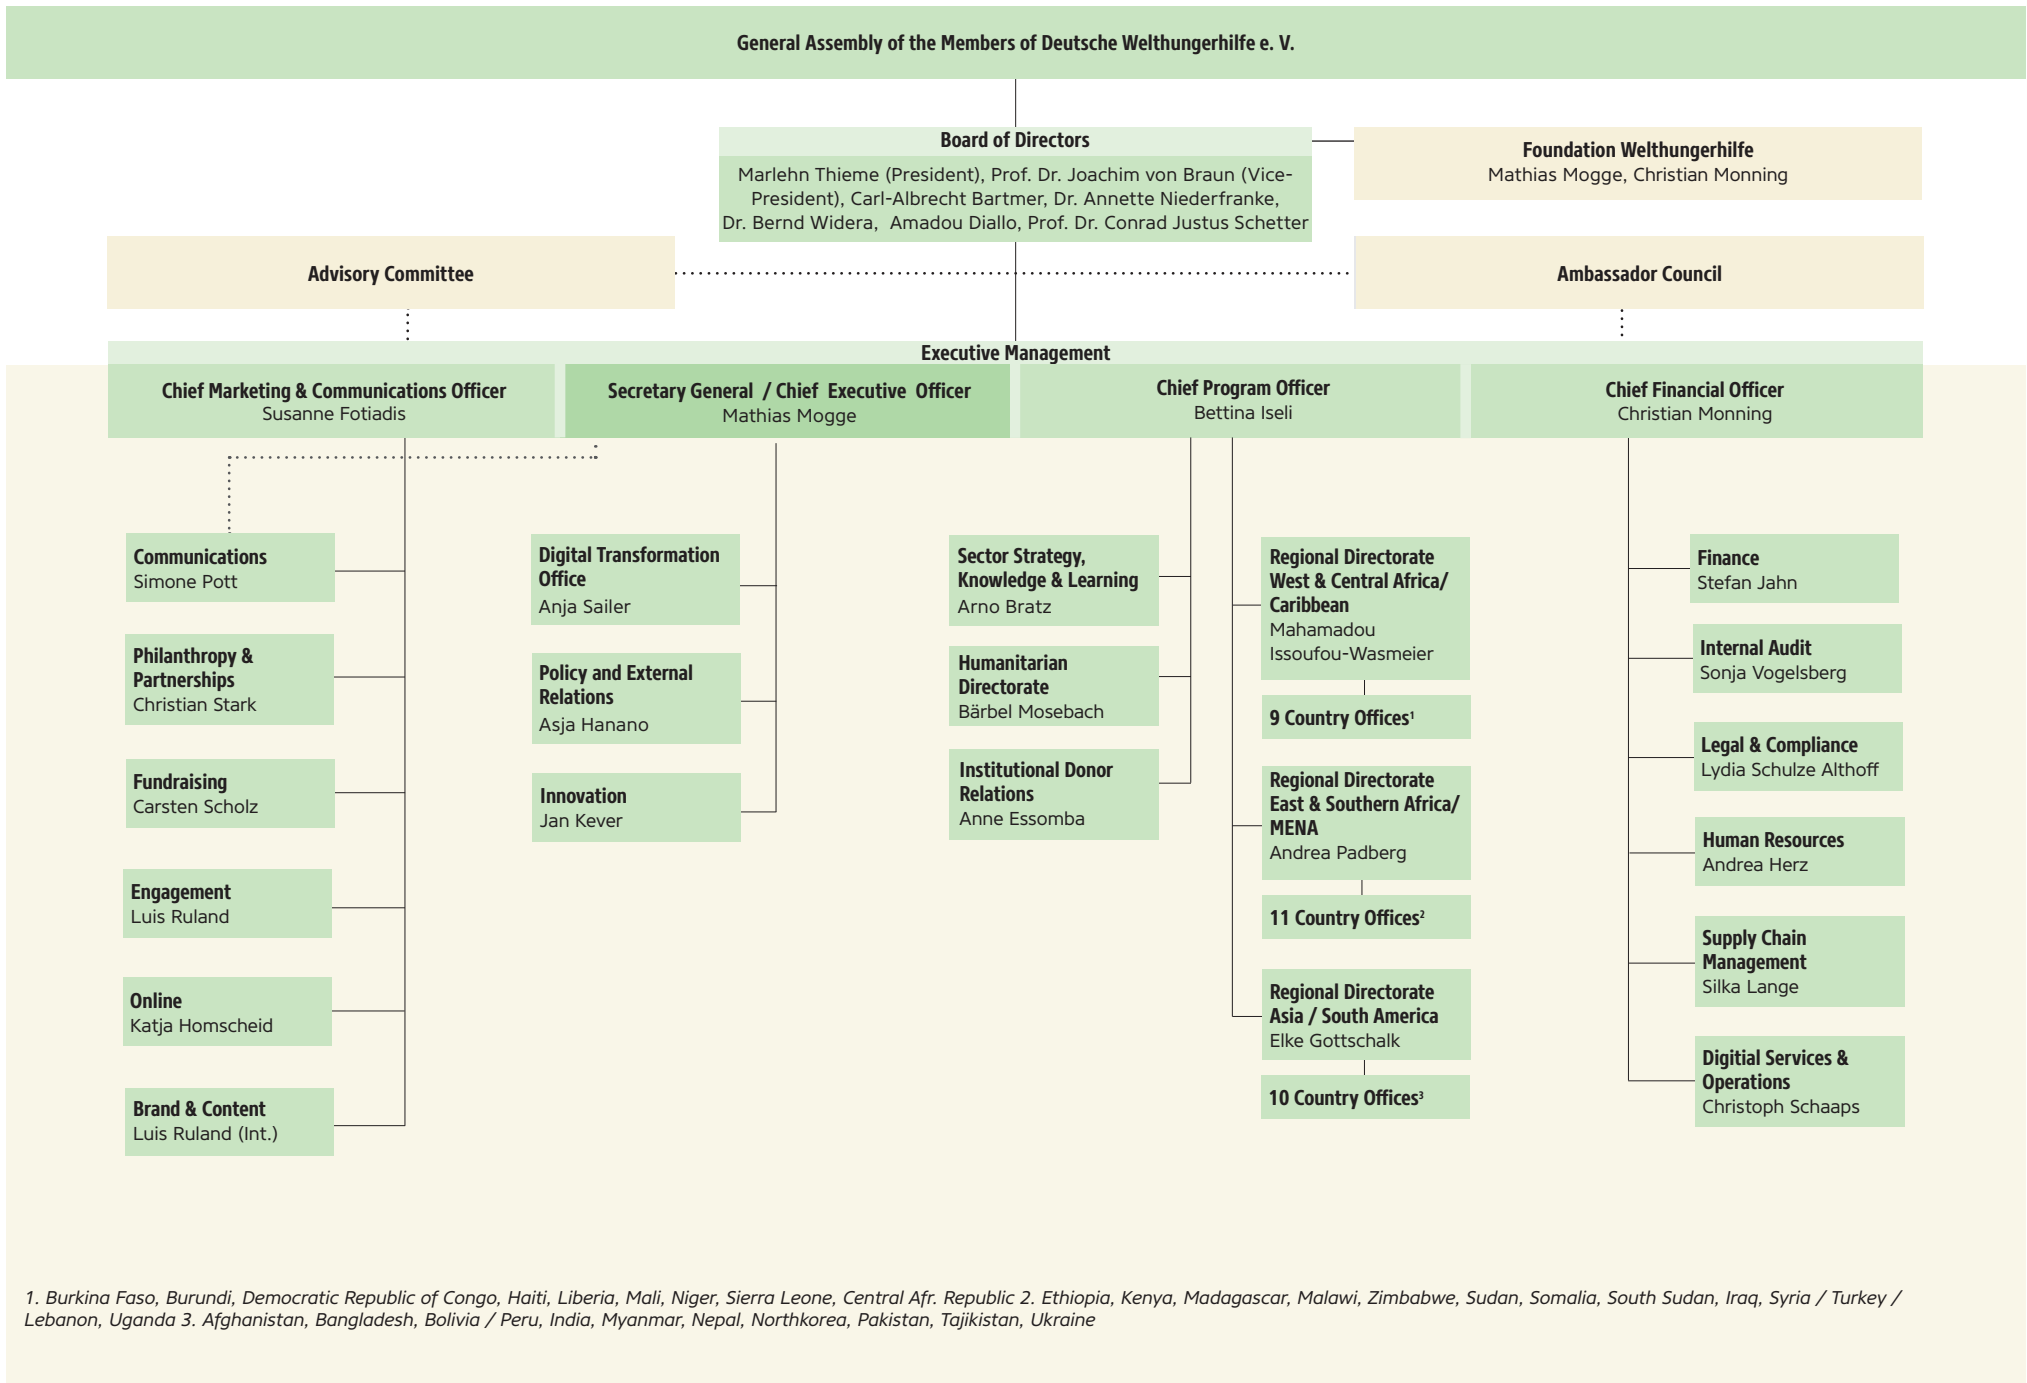 General Assembly of the Members of Deutsche Welthungerhilfe e. V.
Board of Directors
Marlehn Thieme (President), Prof. Dr. Joachim von Braun (Vice-
President), Carl-Albrecht Bartmer, Dr. Annette Niederfranke,
Dr. Bernd Widera, Amadou Diallo, Prof. Dr. Conrad Justus Schetter
Foundation Welthungerhilfe
Mathias Mogge, Christian Monning
Advisory Committee
Ambassador Council
Executive Management
Chief Marketing & Communications Officer
Susanne Fotiadis
Secretary General / Chief Executive Officer
Mathias Mogge
Chief Program Officer
Bettina Iseli
Chief Financial Officer
Christian Monning
Communications
Simone Pott
Philanthropy &
Partnerships
Christian Stark
Fundraising
Carsten Scholz
Engagement
Luis Ruland
Online
Katja Homscheid
Brand & Content
Luis Ruland (Int.)
Digital Transformation
Office
Anja Sailer
Policy and External
Relations
Asja Hanano
Innovation
Jan Kever
Sector Strategy,
Knowledge & Learning
Arno Bratz
Humanitarian
Directorate
Bärbel Mosebach
Institutional Donor
Relations
Anne Essomba
Regional Directorate
West & Central Africa/
Caribbean
Mahamadou
Issoufou-Wasmeier
9 Country Offices¹
Regional Directorate
East & Southern Africa/
MENA
Andrea Padberg
11 Country Offices²
Regional Directorate
Asia / South America
Elke Gottschalk
10 Country Offices³
Finance
Stefan Jahn
Internal Audit
Sonja Vogelsberg
Legal & Compliance
Lydia Schulze Althoff
Human Resources
Andrea Herz
Supply Chain
Management
Silka Lange
Digitial Services &
Operations
Christoph Schaaps
1. Burkina Faso, Burundi, Democratic Republic of Congo, Haiti, Liberia, Mali, Niger, Sierra Leone, Central Afr. Republic 2. Ethiopia, Kenya, Madagascar, Malawi, Zimbabwe, Sudan, Somalia, South Sudan, Iraq, Syria / Turkey /
Lebanon, Uganda 3. Afghanistan, Bangladesh, Bolivia / Peru, India, Myanmar, Nepal, Northkorea, Pakistan, Tajikistan, Ukraine